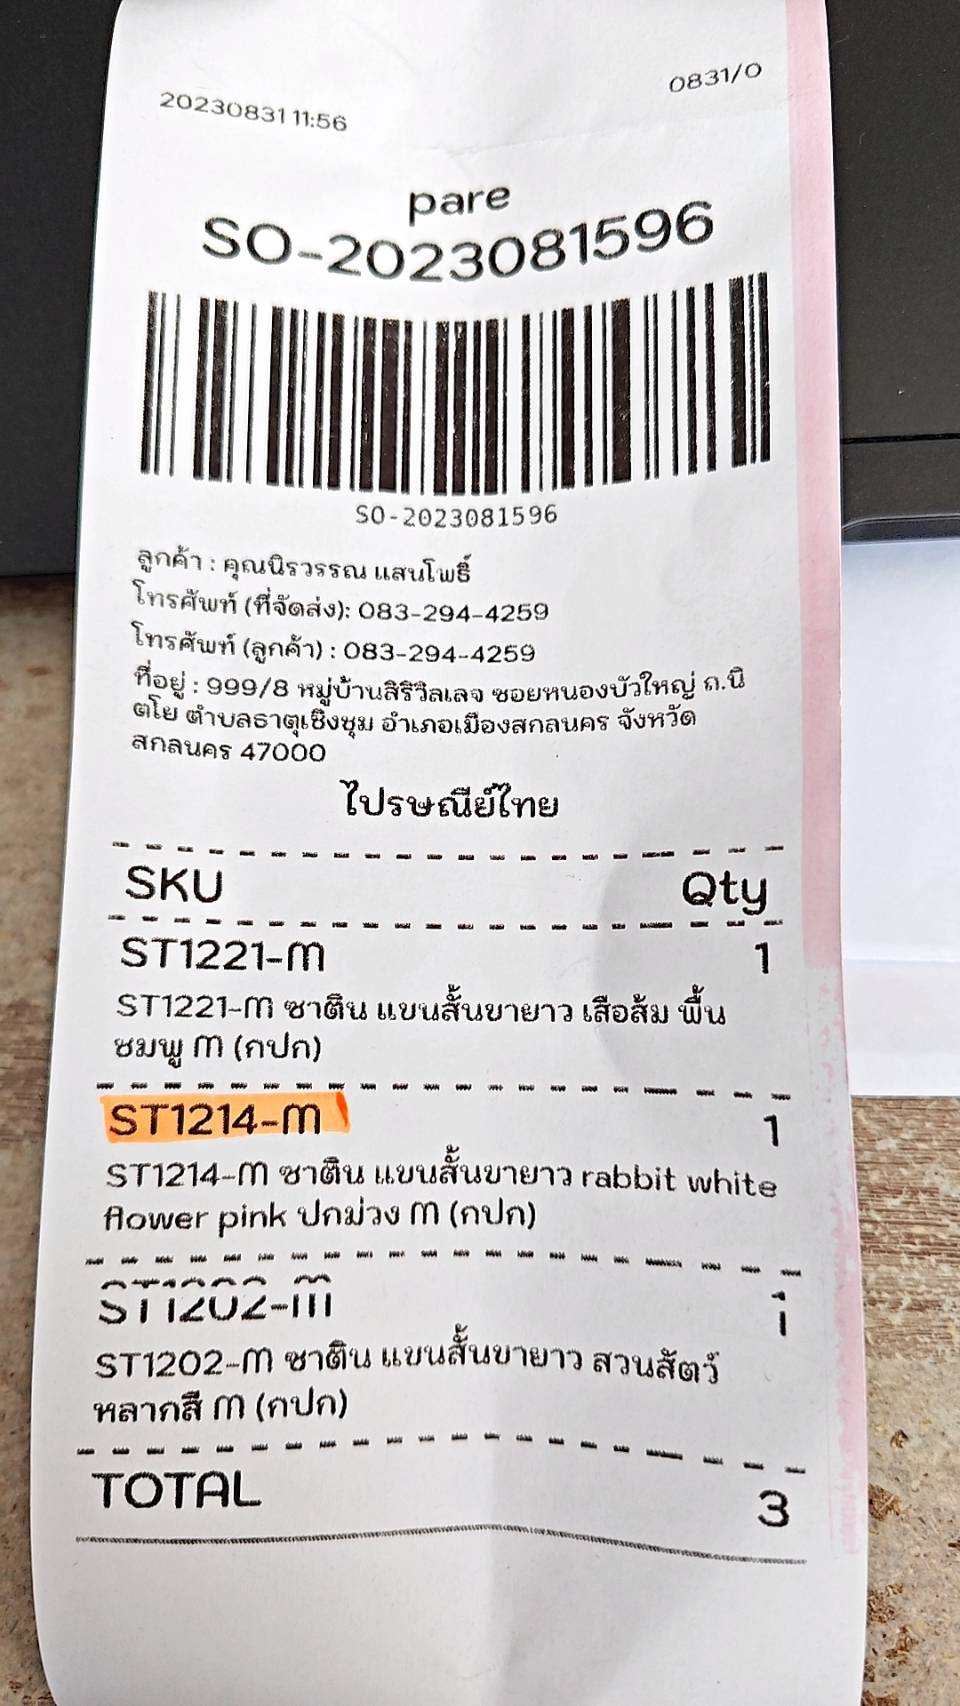 20230831 11:56
0831/0
pare
SO-2023081596
SO-2023081596
ลูกค้า : คุณนิรวรรณ แสนโพธิ์
โทรศัพท์ (ที่จัดส่ง): 083-294-4259
โทรศัพท์ (ลูกค้า) : 083-294-4259
ที่อยู่ : 999/8 หมู่บ้านสิริวิลเลจ ซอยหนองบัวใหญ่ ถ.นิ
ตโย ตำบลธาตุเชิงชุม อำเภอเมืองสกลนคร จังหวัด
สกลนคร 47000
ไปรษณีย์ไทย
SKU Qty
ST1221-M 1
ST1221-M ซาติน แขนสั้นขายาว เสือส้ม พื้น
ชมพู M (กปก)
ST1214-M 1
ST1214-M ซาติน แขนสั้นขายาว rabbit white
flower pink ปกม่วง M (กปก)
ST1202-M 1
ST1202-M ซาติน แขนสั้นขายาว สวนสัตว์
หลากสี M (กปก)
TOTAL 3